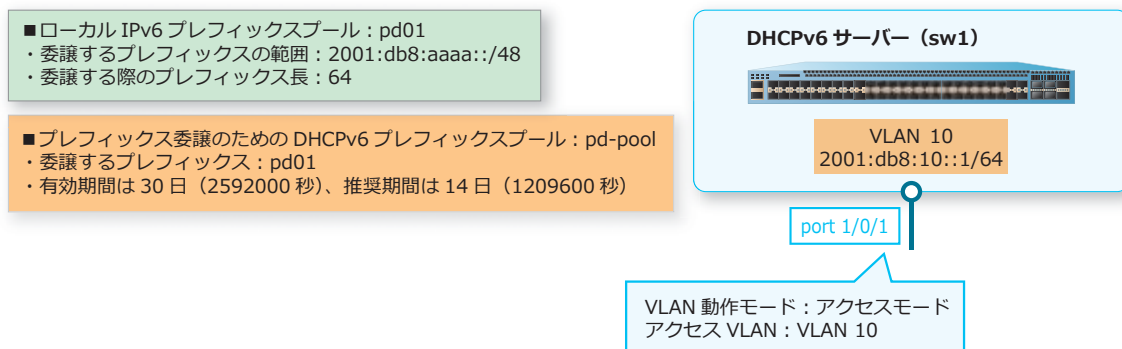 ■ローカル IPv6 プレフィックスプール：pd01
・委譲するプレフィックスの範囲：2001:db8:aaaa::/48
・委譲する際のプレフィックス長：64
■プレフィックス委譲のための DHCPv6 プレフィックスプール：pd-pool
・委譲するプレフィックス：pd01
・有効期間は 30 日（2592000 秒）、推奨期間は 14 日（1209600 秒）
DHCPv6 サーバー（sw1）
VLAN 10
2001:db8:10::1/64
port 1/0/1
VLAN 動作モード：アクセスモード
アクセス VLAN：VLAN 10